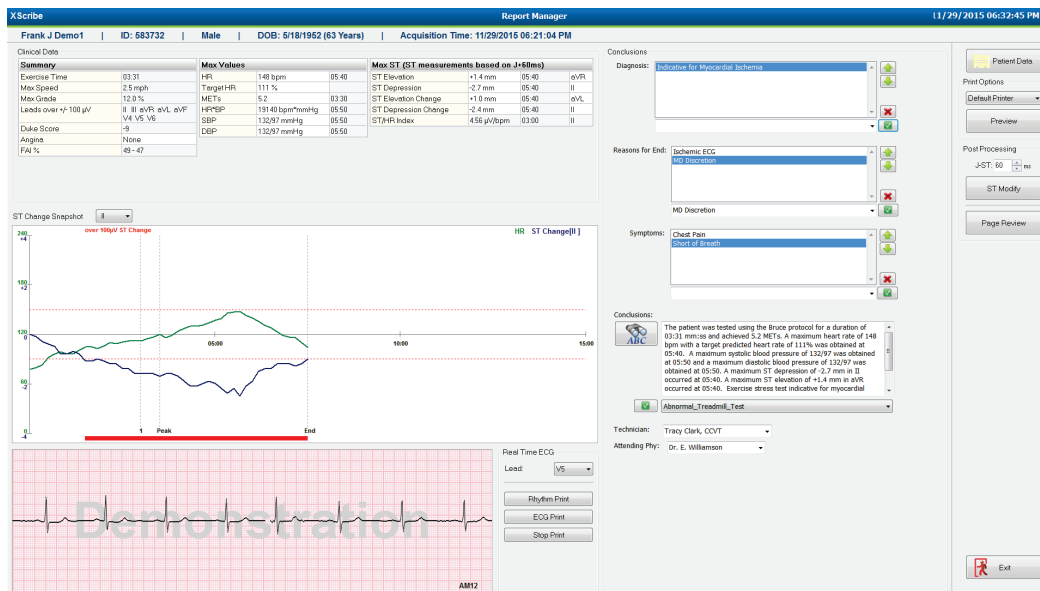 XScribe Report Manager 11/29/2015 06:32:45 PM
Frank J Demo1 | ID: 583732 | Male | DOB: 5/18/1952 (63 Years) | Acquisition Time: 11/29/2015 06:21:04 PM
Clinical Data
Summary
Exercise Time 03:31
Max Speed 2.5 mph
Max Grade 12.0 %
Leads over +/- 100 µV II III aVR aVL aVF
V4 V5 V6
Duke Score -9
Angina None
FAI % 49 - 47
Max Values
HR 148 bpm 05:40
Target HR 111 %
METs 5.2 03:30
HR*BP 19140 bpm*mmHg 05:50
SBP 132/97 mmHg 05:50
DBP 132/97 mmHg 05:50
Max ST (ST measurements based on J+60ms)
ST Elevation +1.4 mm 05:40 aVR
ST Depression -2.7 mm 05:40 II
ST Elevation Change +1.0 mm 05:40 aVL
ST Depression Change -2.4 mm 05:40 II
ST/HR Index 4.56 µV/bpm 03:00 II
ST Change Snapshot II
240
+4
over 100µV ST Change
HR ST Change[II ]
180
+2
120
0
05:00 10:00 15:00
60
-2
0
-4
1 Peak End
Demonstration
AM12
Real Time ECG
Lead: V5
Rhythm Print
ECG Print
Stop Print
Conclusions
Diagnosis: Indicative for Myocardial Ischemia
Reasons for End: Ischemic ECG
MD Discretion
MD Discretion
Symptoms: Chest Pain
Short of Breath
Conclusions:
ABC
The patient was tested using the Bruce protocol for a duration of
03:31 mm:ss and achieved 5.2 METs. A maximum heart rate of 148
bpm with a target predicted heart rate of 111% was obtained at
05:40. A maximum systolic blood pressure of 132/97 was obtained
at 05:50 and a maximum diastolic blood pressure of 132/97 was
obtained at 05:50. A maximum ST depression of -2.7 mm in II
occurred at 05:40. A maximum ST elevation of +1.4 mm in aVR
occurred at 05:40. Exercise stress test indicative for myocardial
Abnormal_Treadmill_Test
Technician: Tracy Clark, CCVT
Attending Phy: Dr. E. Williamson
Patient Data
Print Options
Default Printer
Preview
Post Processing
J-ST: 60 ms
ST Modify
Page Review
Exit